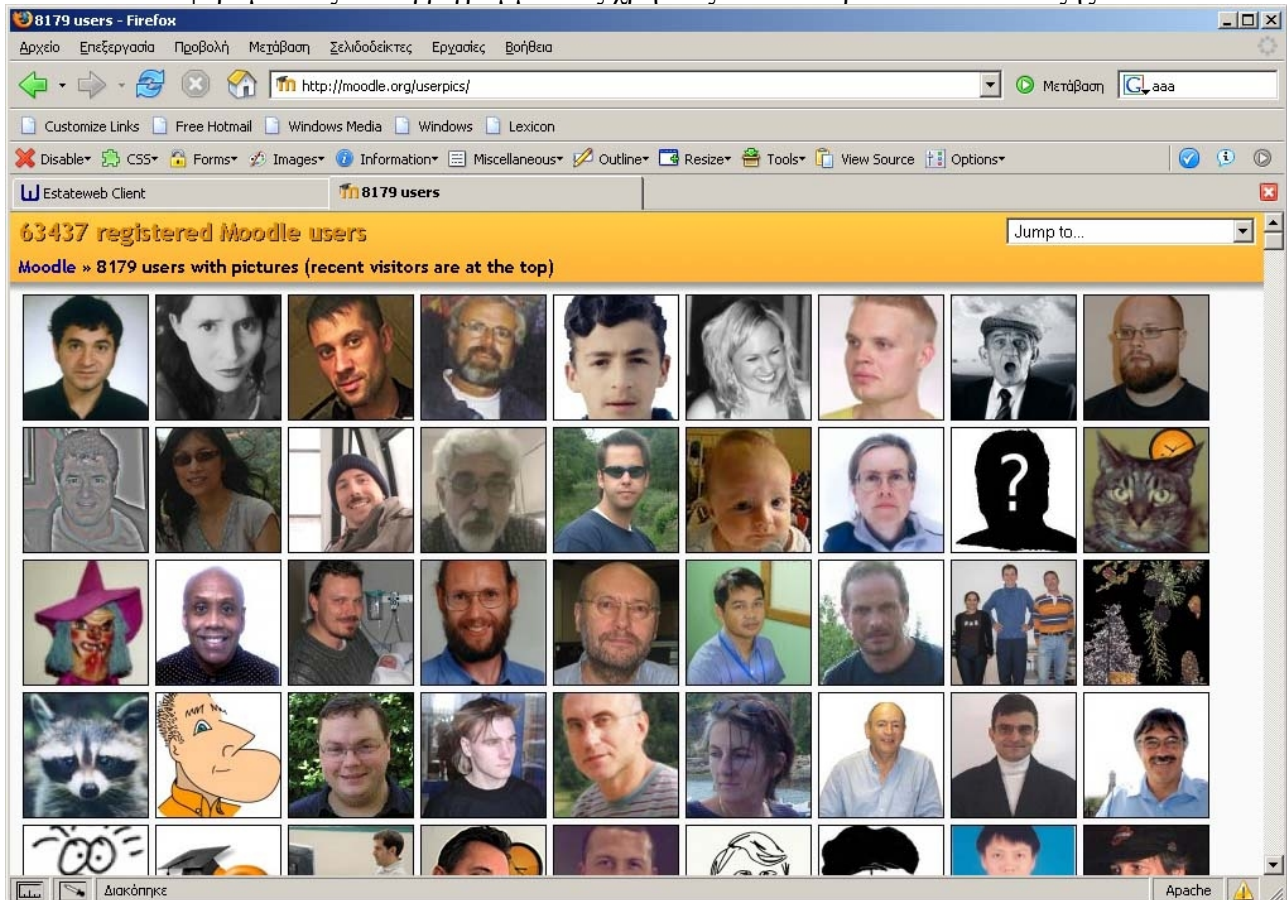 8179 users - Firefox
Αρχείο Επεξεργασία Προβολή Μετάβαση Σελιδοδείκτες Εργασίες Βοήθεια
http://moodle.org/userpics/ Μετάβαση G aaa
Customize Links Free Hotmail Windows Media Windows Lexicon
Disable CSS Forms Images Information Miscellaneous Outline Resize Tools View Source Options
Estateweb Client 8179 users
63437 registered Moodle users Jump to...
Moodle » 8179 users with pictures (recent visitors are at the top)
?
Διακόπηκε Apache